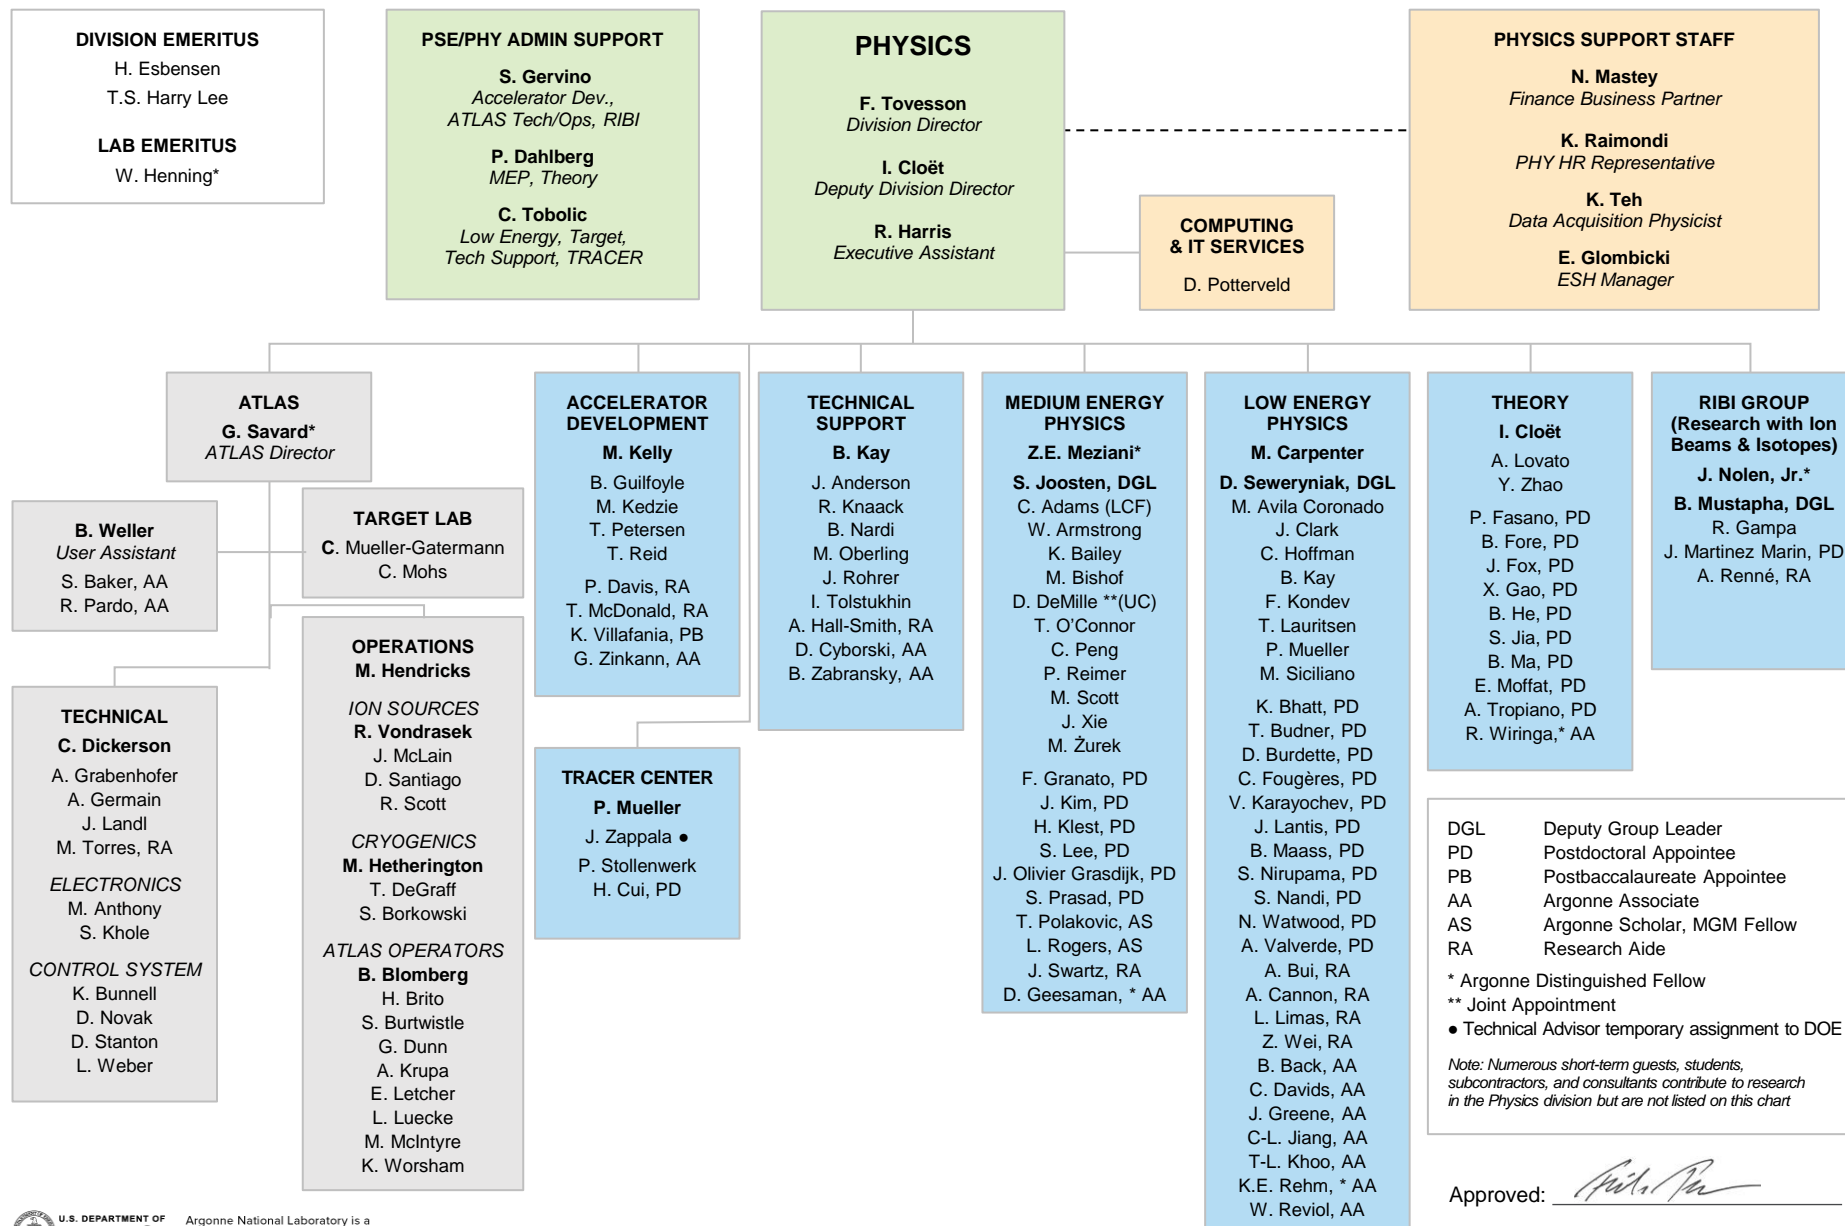 DIVISION EMERITUS
H. Esbensen
T.S. Harry Lee
LAB EMERITUS
W. Henning*
PSE/PHY ADMIN SUPPORT
S. Gervino
Accelerator Dev.,
ATLAS Tech/Ops, RIBI
P. Dahlberg
MEP, Theory
C. Tobolic
Low Energy, Target,
Tech Support, TRACER
PHYSICS
F. Tovesson
Division Director
I. Cloët
Deputy Division Director
R. Harris
Executive Assistant
COMPUTING
& IT SERVICES
D. Potterveld
PHYSICS SUPPORT STAFF
N. Mastey
Finance Business Partner
K. Raimondi
PHY HR Representative
K. Teh
Data Acquisition Physicist
E. Glombicki
ESH Manager
ATLAS
G. Savard*
ATLAS Director
B. Weller
User Assistant
S. Baker, AA
R. Pardo, AA
TARGET LAB
C. Mueller-Gatermann
C. Mohs
TECHNICAL
C. Dickerson
A. Grabenhofer
A. Germain
J. Landl
M. Torres, RA
ELECTRONICS
M. Anthony
S. Khole
CONTROL SYSTEM
K. Bunnell
D. Novak
D. Stanton
L. Weber
OPERATIONS
M. Hendricks
ION SOURCES
R. Vondrasek
J. McLain
D. Santiago
R. Scott
CRYOGENICS
M. Hetherington
T. DeGraff
S. Borkowski
ATLAS OPERATORS
B. Blomberg
H. Brito
S. Burtwistle
G. Dunn
A. Krupa
E. Letcher
L. Luecke
M. McIntyre
K. Worsham
ACCELERATOR
DEVELOPMENT
M. Kelly
B. Guilfoyle
M. Kedzie
T. Petersen
T. Reid
P. Davis, RA
T. McDonald, RA
K. Villafania, PB
G. Zinkann, AA
TRACER CENTER
P. Mueller
J. Zappala ●
P. Stollenwerk
H. Cui, PD
TECHNICAL
SUPPORT
B. Kay
J. Anderson
R. Knaack
B. Nardi
M. Oberling
J. Rohrer
I. Tolstukhin
A. Hall-Smith, RA
D. Cyborski, AA
B. Zabransky, AA
MEDIUM ENERGY
PHYSICS
Z.E. Meziani*
S. Joosten, DGL
C. Adams (LCF)
W. Armstrong
K. Bailey
M. Bishof
D. DeMille **(UC)
T. O'Connor
C. Peng
P. Reimer
M. Scott
J. Xie
M. Żurek
F. Granato, PD
J. Kim, PD
H. Klest, PD
S. Lee, PD
J. Olivier Grasdijk, PD
S. Prasad, PD
T. Polakovic, AS
L. Rogers, AS
J. Swartz, RA
D. Geesaman, * AA
LOW ENERGY
PHYSICS
M. Carpenter
D. Seweryniak, DGL
M. Avila Coronado
J. Clark
C. Hoffman
B. Kay
F. Kondev
T. Lauritsen
P. Mueller
M. Siciliano
K. Bhatt, PD
T. Budner, PD
D. Burdette, PD
C. Fougères, PD
V. Karayochev, PD
J. Lantis, PD
B. Maass, PD
S. Nirupama, PD
S. Nandi, PD
N. Watwood, PD
A. Valverde, PD
A. Bui, RA
A. Cannon, RA
L. Limas, RA
Z. Wei, RA
B. Back, AA
C. Davids, AA
J. Greene, AA
C-L. Jiang, AA
T-L. Khoo, AA
K.E. Rehm, * AA
W. Reviol, AA
THEORY
I. Cloët
A. Lovato
Y. Zhao
P. Fasano, PD
B. Fore, PD
J. Fox, PD
X. Gao, PD
B. He, PD
S. Jia, PD
B. Ma, PD
E. Moffat, PD
A. Tropiano, PD
R. Wiringa,* AA
RIBI GROUP
(Research with Ion
Beams & Isotopes)
J. Nolen, Jr.*
B. Mustapha, DGL
R. Gampa
J. Martinez Marin, PD
A. Renné, RA
DGL Deputy Group Leader
PD Postdoctoral Appointee
PB Postbaccalaureate Appointee
AA Argonne Associate
AS Argonne Scholar, MGM Fellow
RA Research Aide
* Argonne Distinguished Fellow
** Joint Appointment
● Technical Advisor temporary assignment to DOE
Note: Numerous short-term guests, students,
subcontractors, and consultants contribute to research
in the Physics division but are not listed on this chart
Approved:
U.S. DEPARTMENT OF
Argonne National Laboratory is a